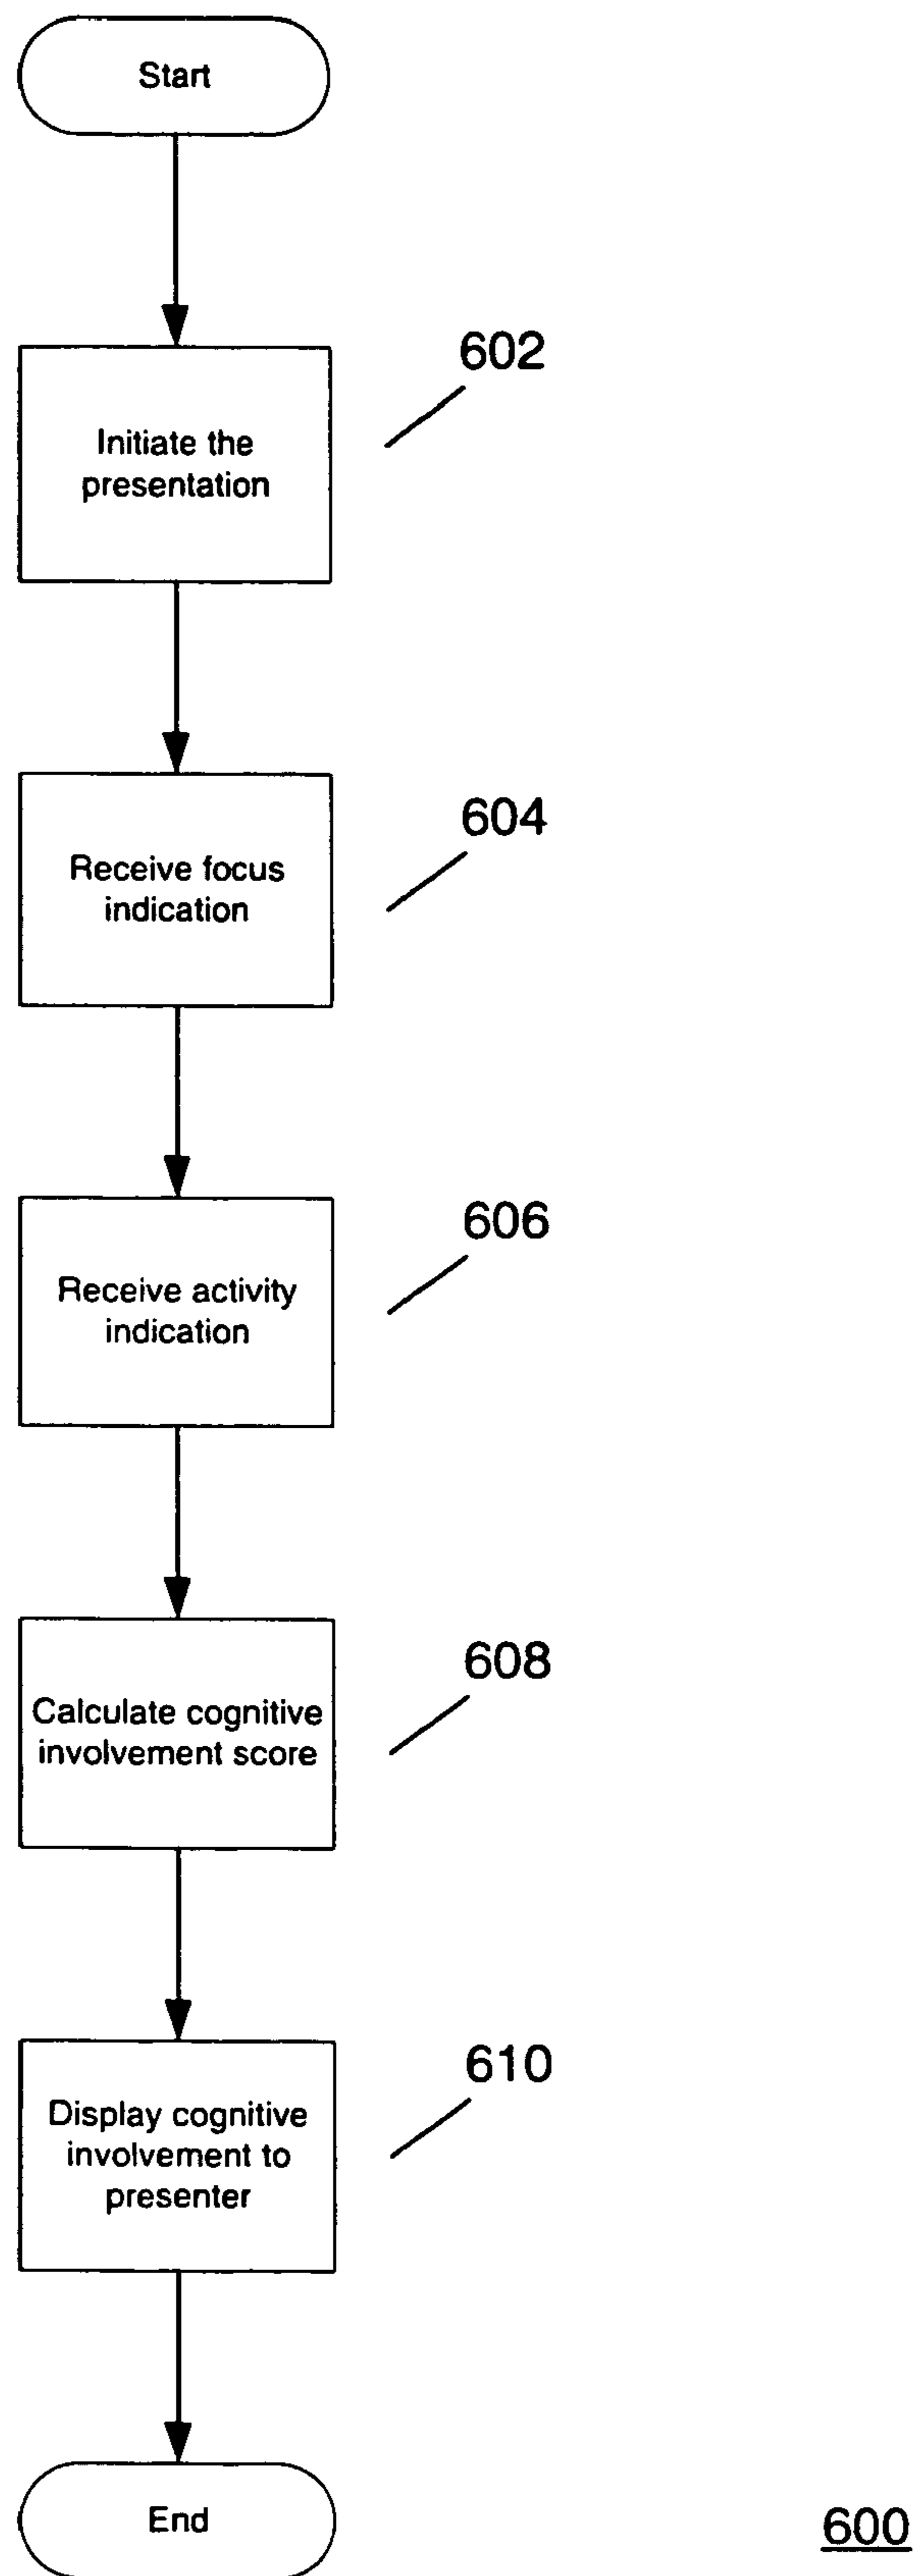 Start
602
Initiate the
presentation
604
Receive focus
indication
606
Receive activity
indication
608
Calculate cognitive
involvement score
610
Display cognitive
involvement to
presenter
End
600